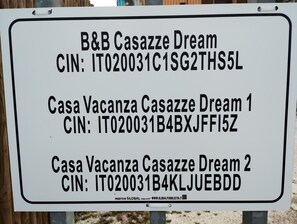 B&B Casazze Dream
CIN: IT020031C1SG2THS5L
Casa Vacanza Casazze Dream 1
CIN: IT020031B4BXJFFI5Z
Casa Vacanza Casazze Dream 2
CIN: IT020031B4KLJUEBDD